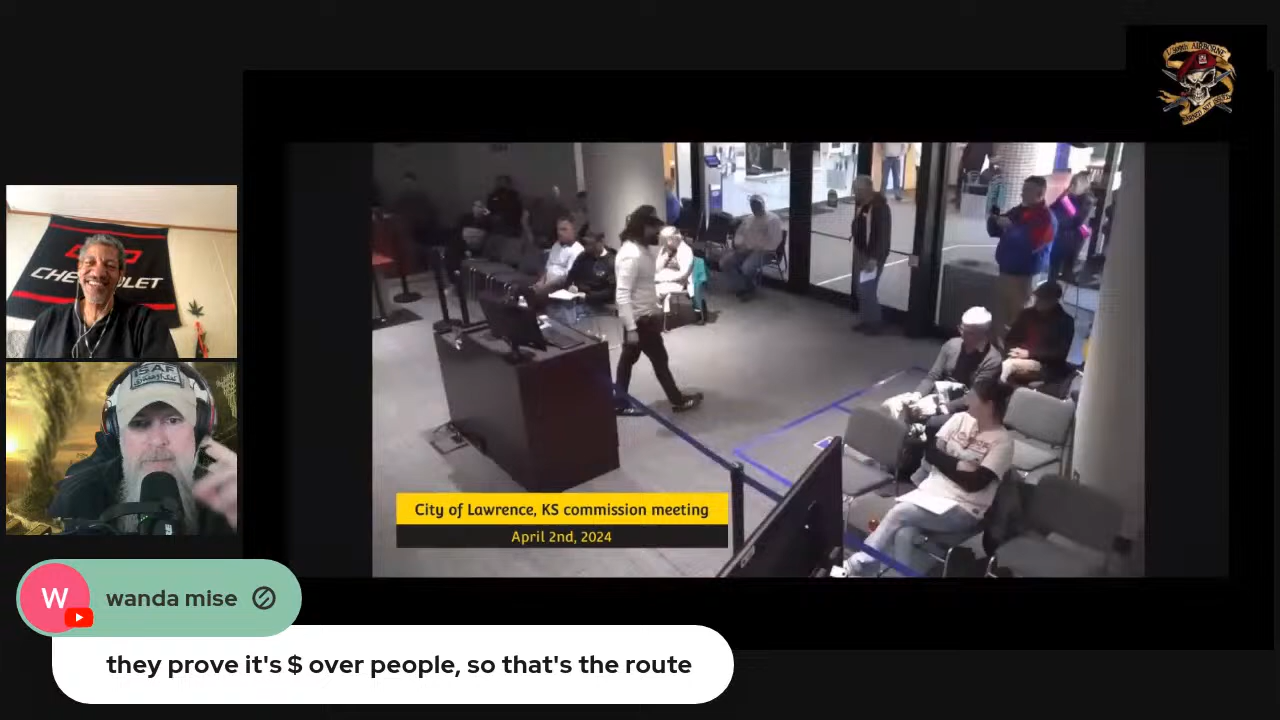 CHEVROLET
ISAF
City of Lawrence, KS commission meeting
April 2nd, 2024
W
wanda mise
they prove it's $ over people, so that's the route